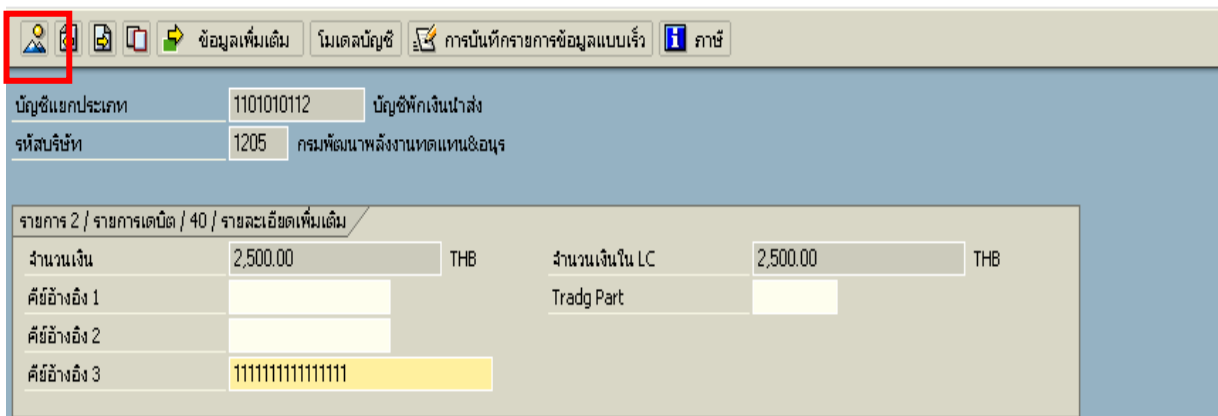 ข้อมูลเพิ่มเติม โมเดลบัญชี การบันทึกรายการข้อมูลแบบเร็ว ภาษี
บัญชีแยกประเภท 1101010112 บัญชีพักเงินนำส่ง
รหัสบริษัท 1205 กรมพัฒนาพลังงานทดแทน&อนุร
รายการ 2 / รายการเดบิต / 40 / รายละเอียดเพิ่มเติม
จำนวนเงิน 2,500.00 THB จำนวนเงินใน LC 2,500.00 THB
คีย์อ้างอิง 1 Tradg Part
คีย์อ้างอิง 2
คีย์อ้างอิง 3 1111111111111111